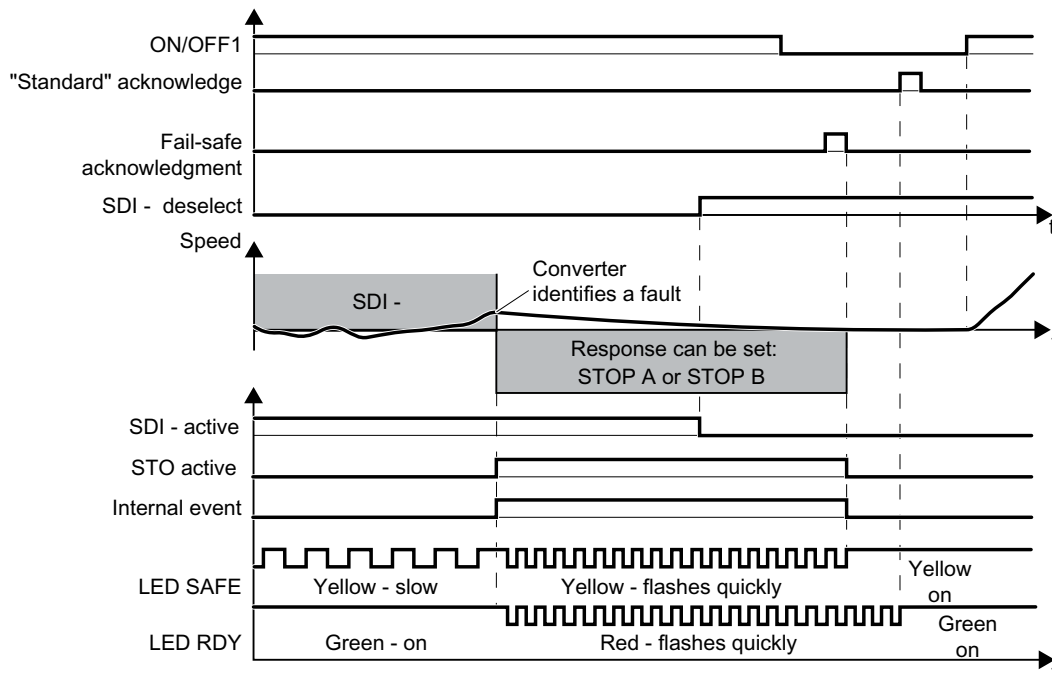 ON/OFF1
"Standard" acknowledge
Fail-safe
acknowledgment
SDI - deselect
t
Speed
SDI -
Converter
identifies a fault
Response can be set:
STOP A or STOP B
SDI - active
STO active
Internal event
LED SAFE
Yellow - slow
Yellow - flashes quickly
Yellow
on
LED RDY
Green - on
Red - flashes quickly
Green
on